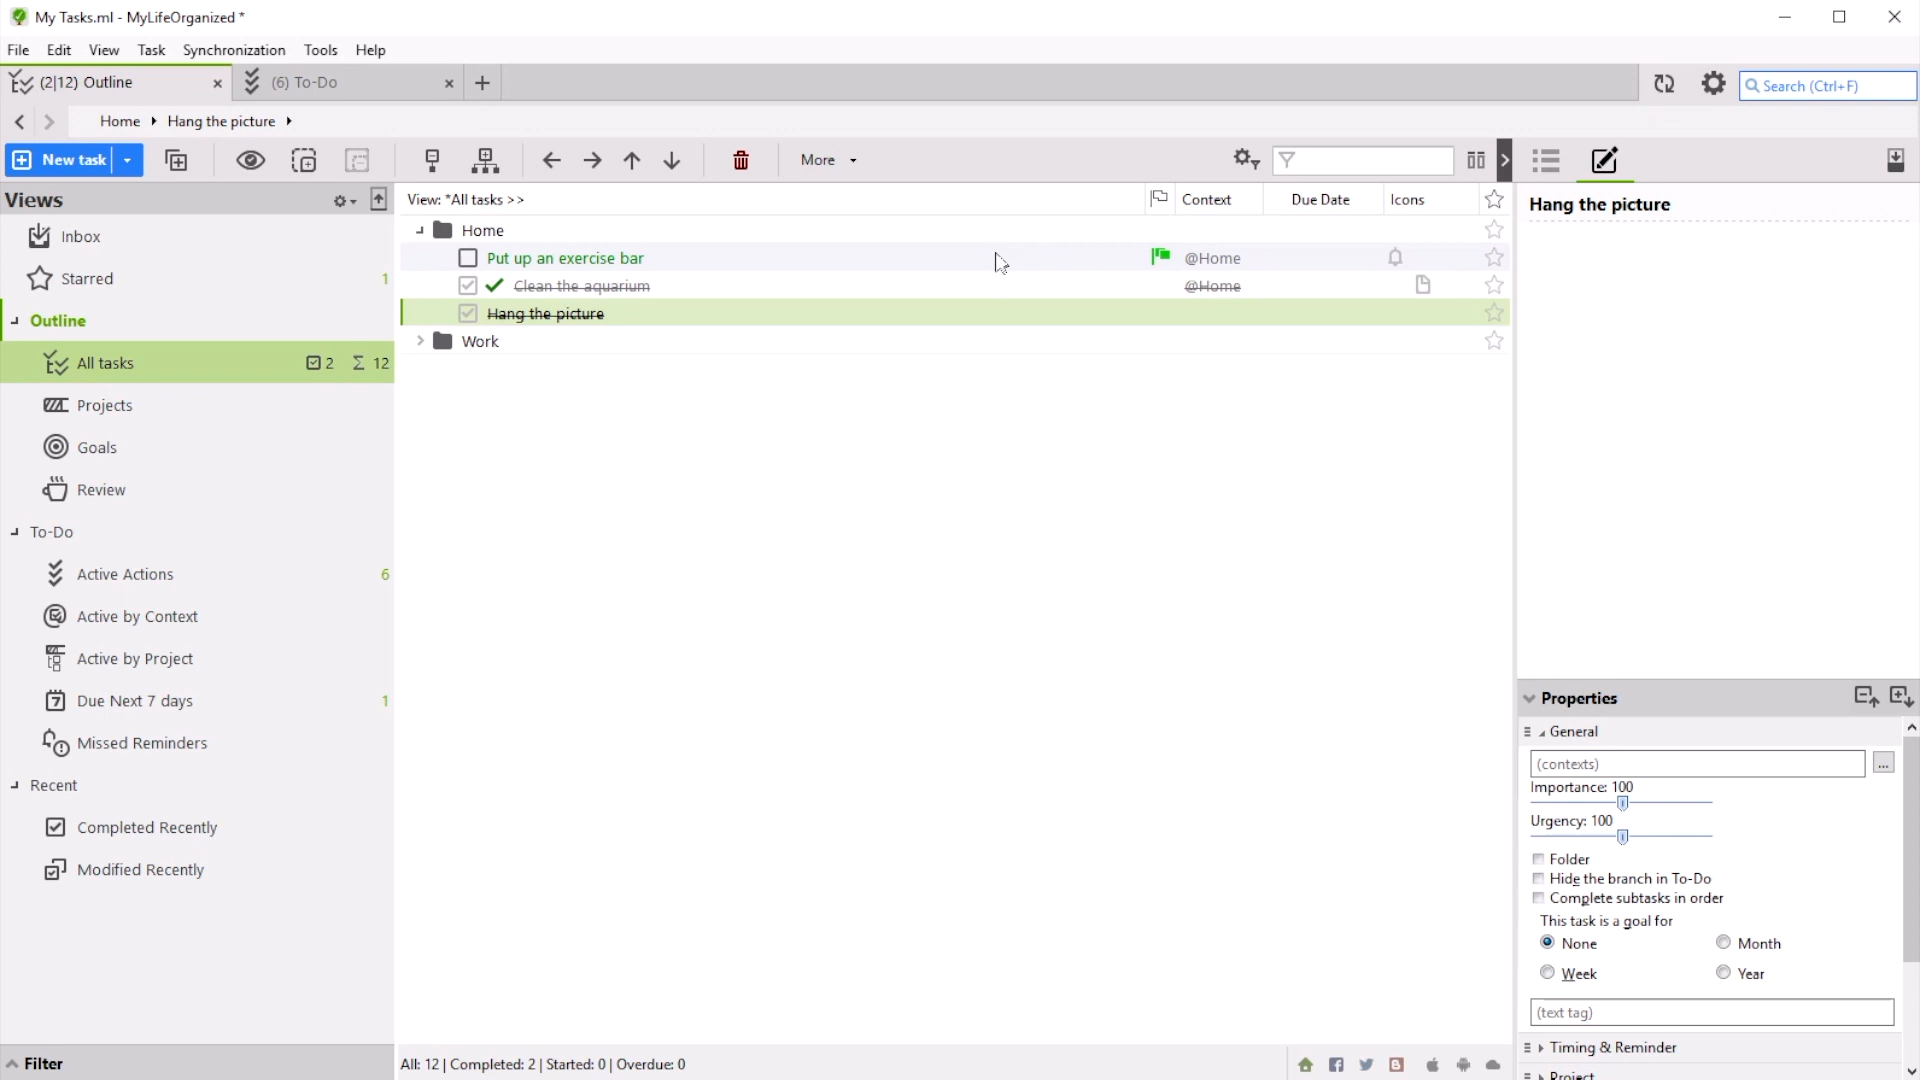 My Tasks.ml - MyLifeOrganized *
File Edit View Task Synchronization Tools Help
(2|12) Outline
(6) To-Do
Search (Ctrl+F)
Home
Hang the picture
New task
More
Views
View: *All tasks >>
Context
Due Date
Icons
Hang the picture
Inbox
Starred 1
Outline
All tasks 2 Σ 12
Projects
Goals
Review
To-Do
Active Actions 6
Active by Context
Active by Project
7 Due Next 7 days 1
Missed Reminders
Recent
Completed Recently
Modified Recently
Filter
Home
Put up an exercise bar @Home
Clean the aquarium @Home
Hang the picture
Work
Properties
General
(contexts) ...
Importance: 100
Urgency: 100
Folder
Hide the branch in To-Do
Complete subtasks in order
This task is a goal for
None Month
Week Year
(text tag)
Timing & Reminder
Project
All: 12 | Completed: 2 | Started: 0 | Overdue: 0